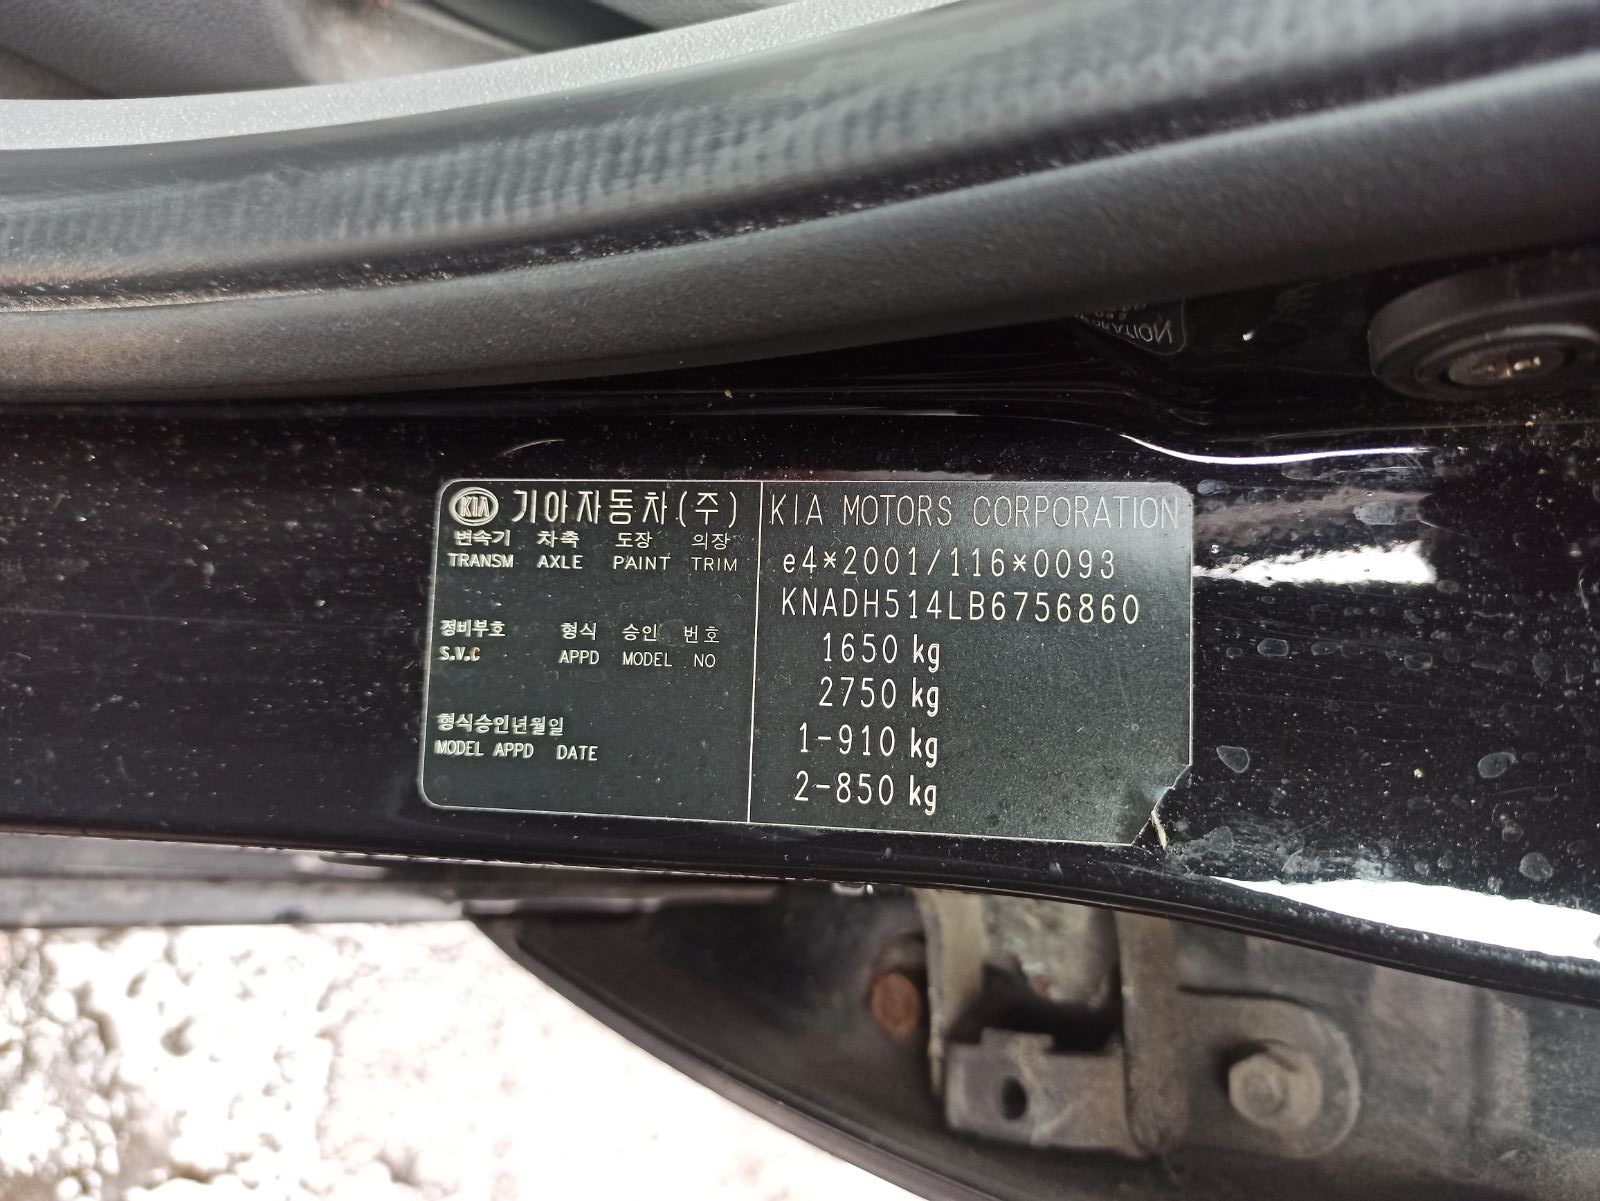 KIA 기아자동차(주)
변속기 차축 도장 의장
TRANSM AXLE PAINT TRIM
정비부호 형식 승인 번호
S.V.C APPD MODEL NO
형식승인년월일
MODEL APPD DATE
KIA MOTORS CORPORATION
e4*2001/116*0093
KNADH514LB6756860
1650 kg
2750 kg
1-910 kg
2-850 kg